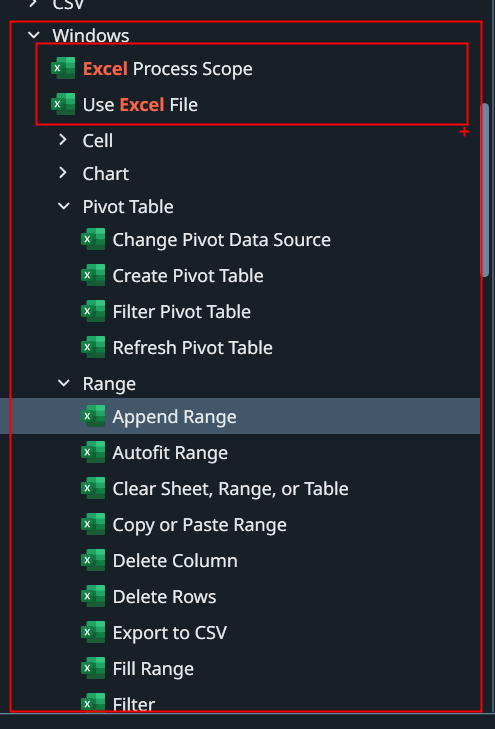 CSV
Windows
Excel Process Scope
Use Excel File
Cell
Chart
Pivot Table
Change Pivot Data Source
Create Pivot Table
Filter Pivot Table
Refresh Pivot Table
Range
Append Range
Autofit Range
Clear Sheet, Range, or Table
Copy or Paste Range
Delete Column
Delete Rows
Export to CSV
Fill Range
Filter